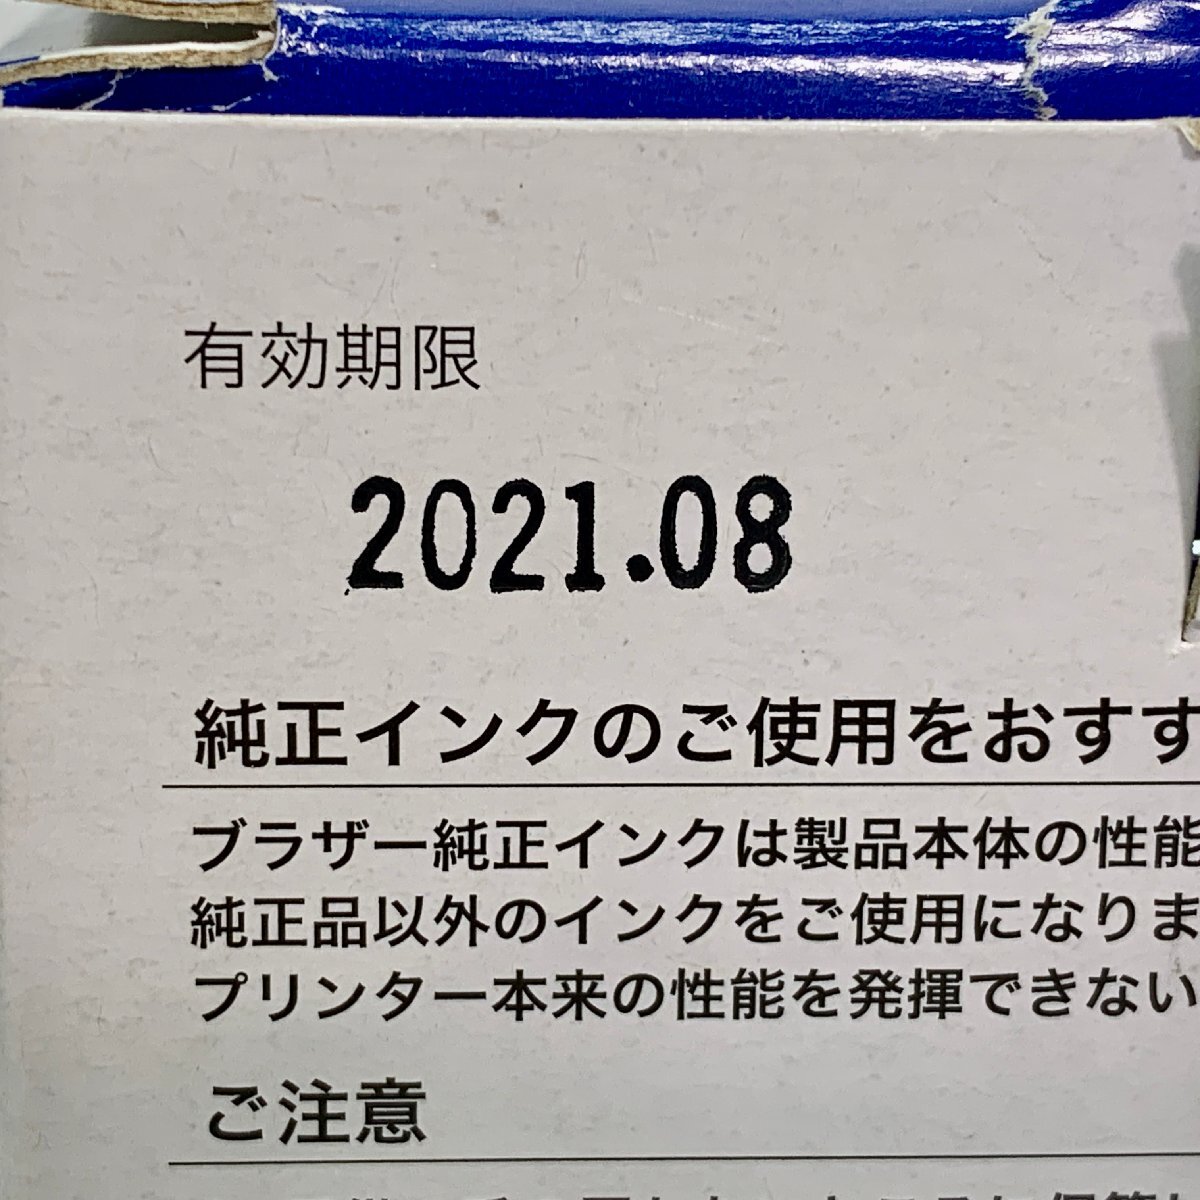 有効期限
2021.08
純正インクのご使用をおすす
ブラザー純正インクは製品本体の性能
純正品以外のインクをご使用になりま
プリンター本来の性能を発揮できない
ご注意